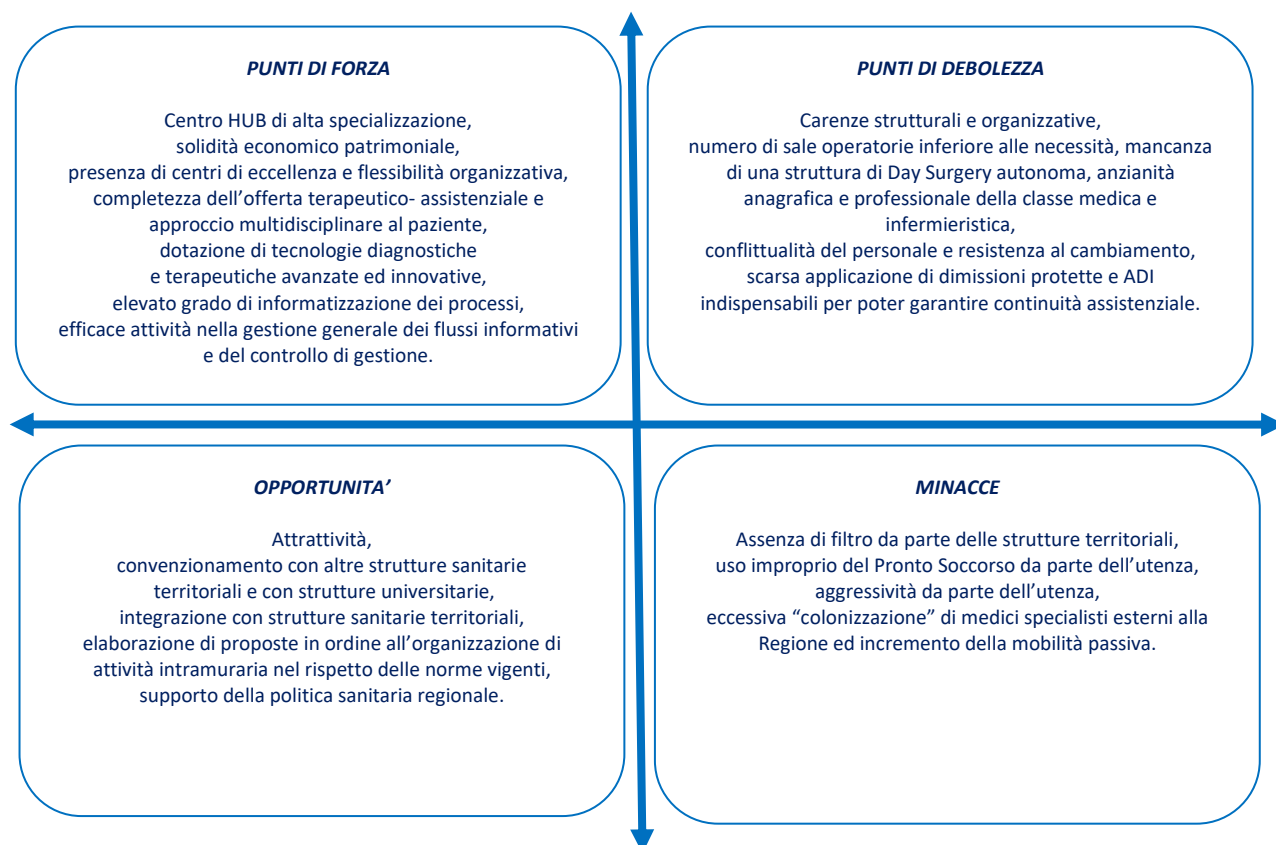 PUNTI DI FORZA
Centro HUB di alta specializzazione,
solidità economico patrimoniale,
presenza di centri di eccellenza e flessibilità organizzativa,
completezza dell’offerta terapeutico- assistenziale e
approccio multidisciplinare al paziente,
dotazione di tecnologie diagnostiche
e terapeutiche avanzate ed innovative,
elevato grado di informatizzazione dei processi,
efficace attività nella gestione generale dei flussi informativi
e del controllo di gestione.
PUNTI DI DEBOLEZZA
Carenze strutturali e organizzative,
numero di sale operatorie inferiore alle necessità, mancanza
di una struttura di Day Surgery autonoma, anzianità
anagrafica e professionale della classe medica e
infermieristica,
conflittualità del personale e resistenza al cambiamento,
scarsa applicazione di dimissioni protette e ADI
indispensabili per poter garantire continuità assistenziale.
OPPORTUNITA’
Attrattività,
convenzionamento con altre strutture sanitarie
territoriali e con strutture universitarie,
integrazione con strutture sanitarie territoriali,
elaborazione di proposte in ordine all’organizzazione di
attività intramuraria nel rispetto delle norme vigenti,
supporto della politica sanitaria regionale.
MINACCE
Assenza di filtro da parte delle strutture territoriali,
uso improprio del Pronto Soccorso da parte dell’utenza,
aggressività da parte dell’utenza,
eccessiva “colonizzazione” di medici specialisti esterni alla
Regione ed incremento della mobilità passiva.